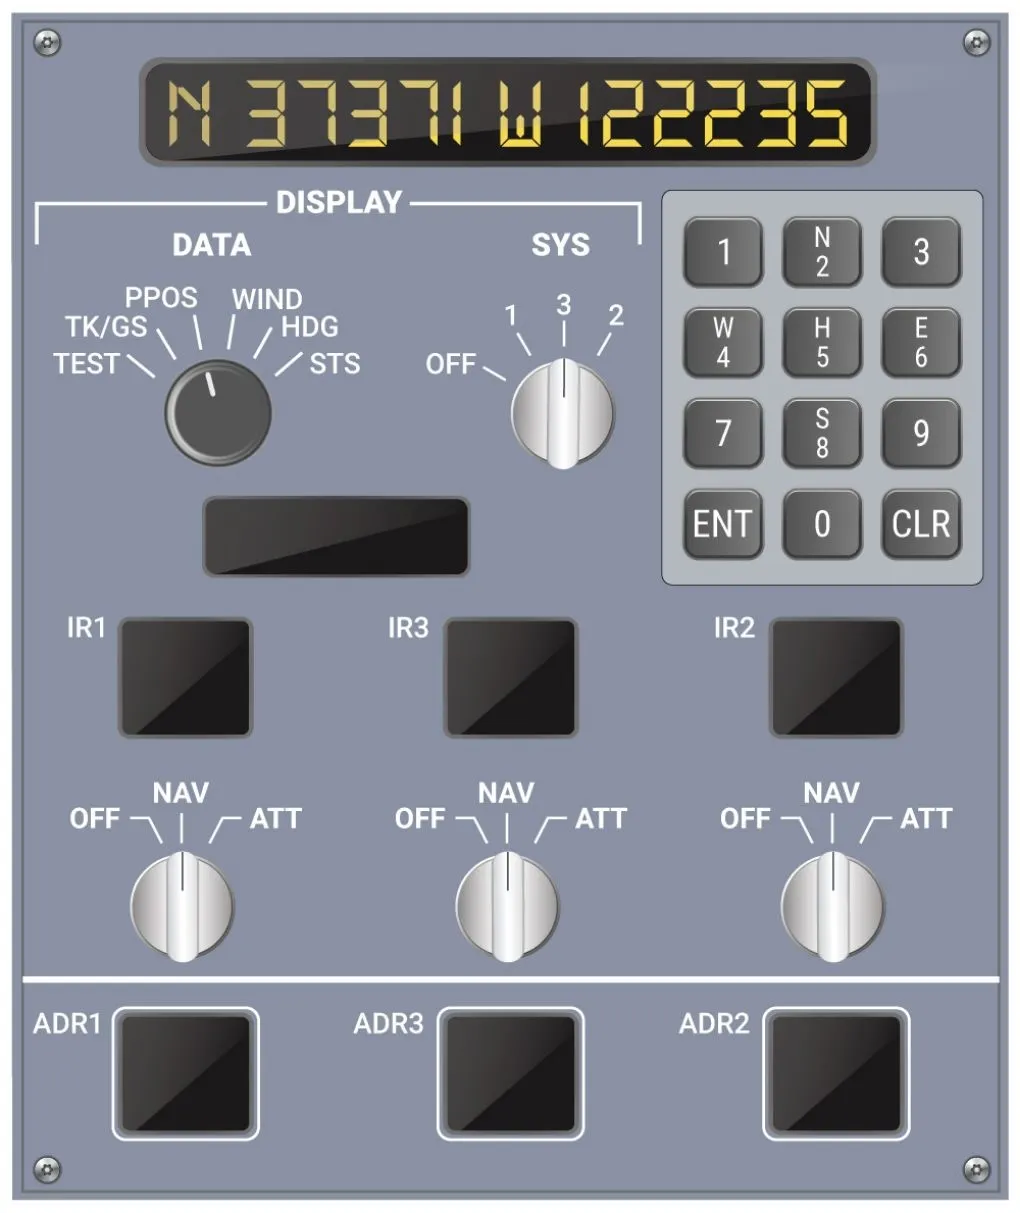 N 37371 W 122235
DISPLAY
DATA
SYS
TEST
TK/GS
PPOS
WIND
HDG
STS
OFF
1
3
2
1
N 2
3
W 4
H 5
E 6
7
S 8
9
ENT
0
CLR
IR1
IR3
IR2
OFF NAV ATT
OFF NAV ATT
OFF NAV ATT
ADR1
ADR3
ADR2